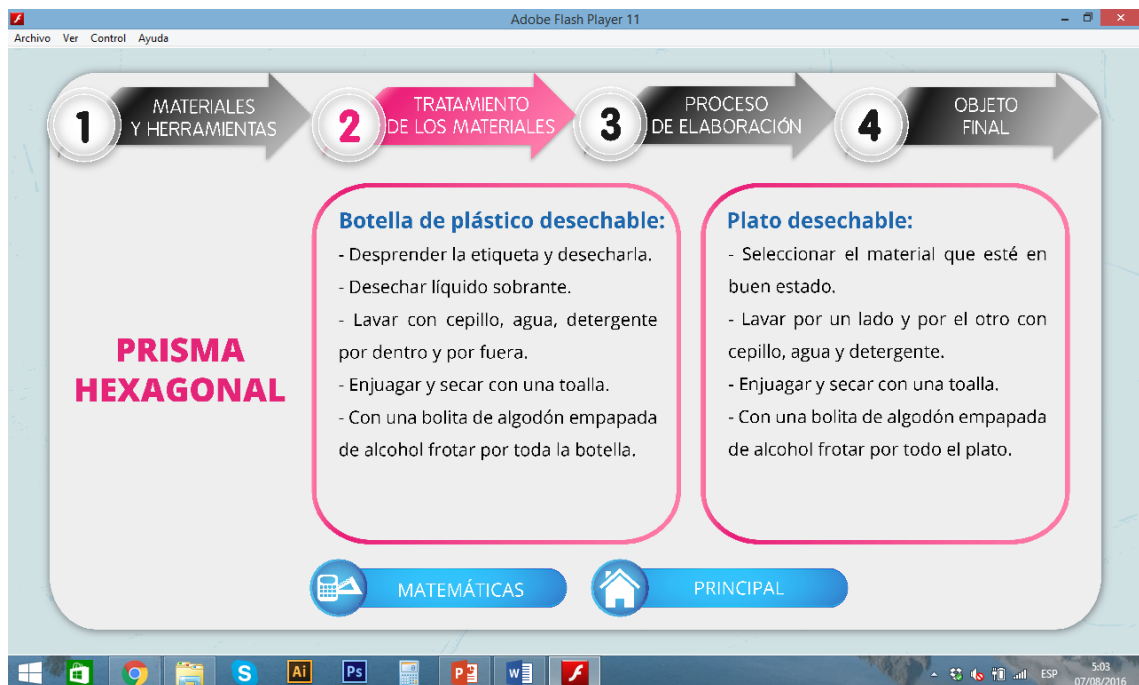 Adobe Flash Player 11
Archivo Ver Control Ayuda
1
MATERIALES
Y HERRAMIENTAS
2
TRATAMIENTO
DE LOS MATERIALES
3
PROCESO
DE ELABORACIÓN
4
OBJETO
FINAL
PRISMA
HEXAGONAL
Botella de plástico desechable:
- Desprender la etiqueta y desecharla.
- Desechar líquido sobrante.
- Lavar con cepillo, agua, detergente
por dentro y por fuera.
- Enjuagar y secar con una toalla.
- Con una bolita de algodón empapada
de alcohol frotar por toda la botella.
Plato desechable:
- Seleccionar el material que esté en
buen estado.
- Lavar por un lado y por el otro con
cepillo, agua y detergente.
- Enjuagar y secar con una toalla.
- Con una bolita de algodón empapada
de alcohol frotar por todo el plato.
MATEMÁTICAS
PRINCIPAL
S
Ai
Ps
P
W
ESP
5:03
07/08/2016